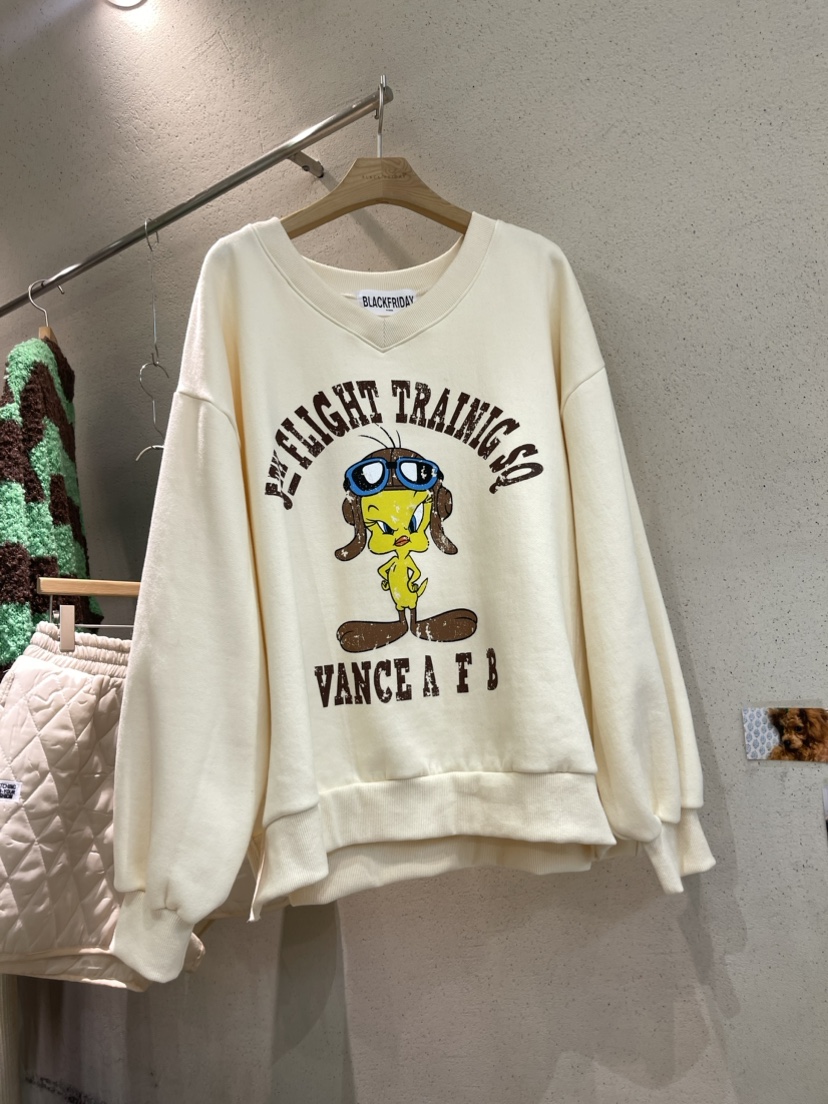 BLACKFRIDAY
FLIGHT TRAINIG SQ
VANCE A F B